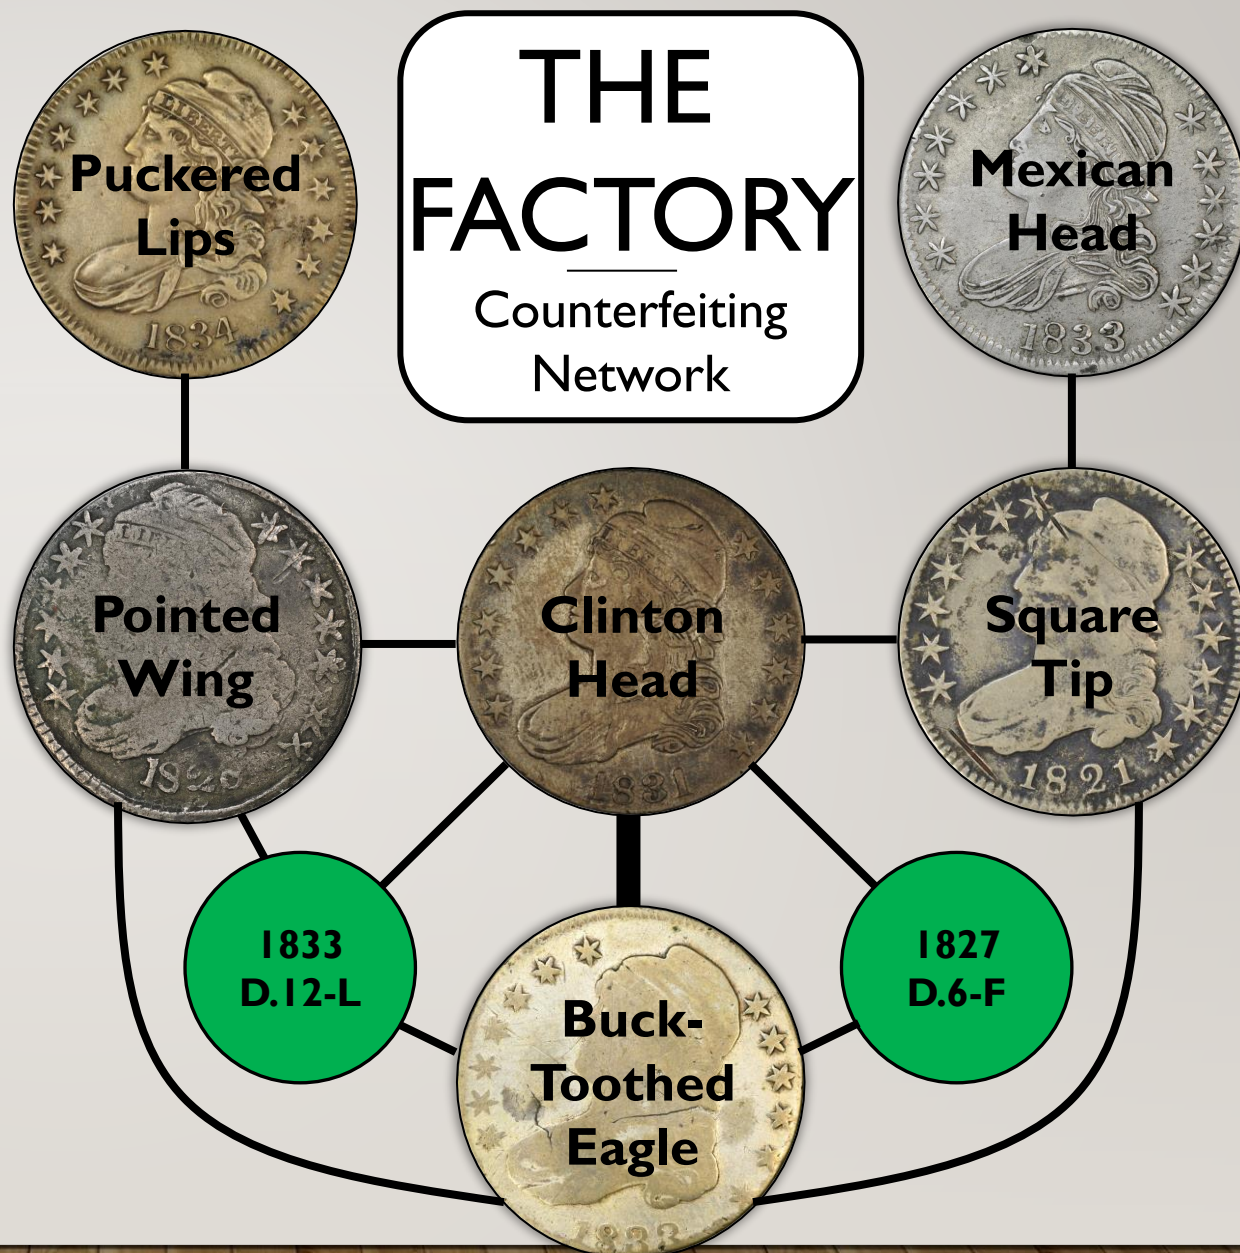 THE
FACTORY
Counterfeiting
Network
Puckered
Lips
1834
Mexican
Head
1833
Pointed
Wing
Clinton
Head
1831
Square
Tip
1821
1833
D.12-L
1827
D.6-F
Buck-
Toothed
Eagle